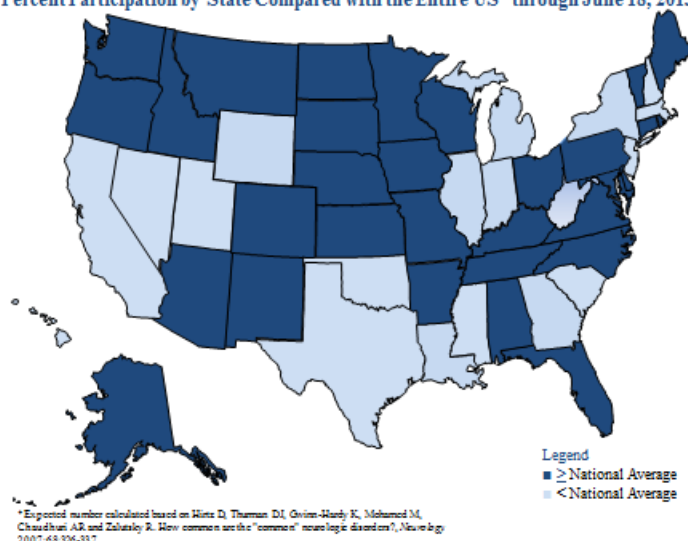 Percent Participation by State Compared with the Entire US through June 18, 201
Legend
≥ National Average
< National Average
*Expected number calculated based on Hirtz D, Thurman DJ, Gwinn-Hardy K, Mohamed M,
Chaudhuri AR and Zalutsky R. How common are the "common" neurologic disorders?, Neurology
2007;68:326-337